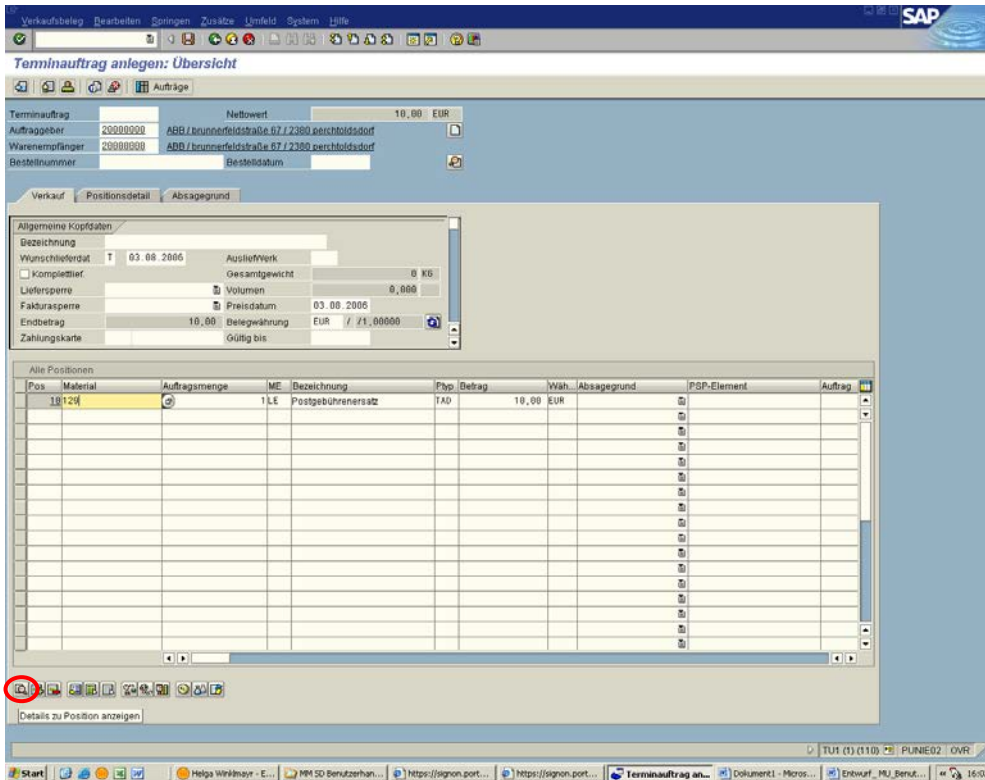 Verkaufsbeleg Bearbeiten Springen Zusätze Umfeld System Hilfe
SAP
Terminauftrag anlegen: Übersicht
Aufträge
Terminauftrag Nettowert 10,00 EUR
Auftraggeber 20000000 ABB / brunnerfeldstraße 67 / 2380 perchtoldsdorf
Warenempfänger 20000000 ABB / brunnerfeldstraße 67 / 2380 perchtoldsdorf
Bestellnummer Bestelldatum
Verkauf Positionsdetail Absagegrund
Allgemeine Kopfdaten
Bezeichnung
Wunschlieferdat T 03.08.2006 AusliefWerk
Komplettlief. Gesamtgewicht 0 KG
Liefersperre Volumen 0,000
Fakturasperre Preisdatum 03.08.2006
Endbetrag 10,00 Belegwährung EUR / /1,00000
Zahlungskarte Gültig bis
Alle Positionen
Pos Material Auftragsmenge ME Bezeichnung Ptyp Betrag Wäh... Absagegrund PSP-Element Auftrag
10 129 1 LE Postgebührenersatz TAD 10,00 EUR
Details zu Position anzeigen
TU1 (1) (110) PUNIE02 OVR
Start Helga Winklmayr - E... MM SD Benutzerhan... https://signon.port... https://signon.port... Terminauftrag an... Dokument1 - Micros... Entwurf_ MU_Benut... « 16:0